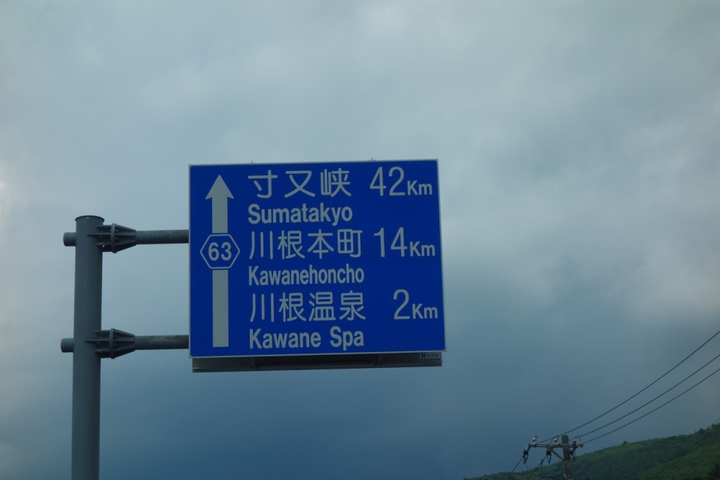 寸又峡 42Km
Sumatakyo
63
川根本町 14Km
Kawanehoncho
川根温泉 2Km
Kawane Spa